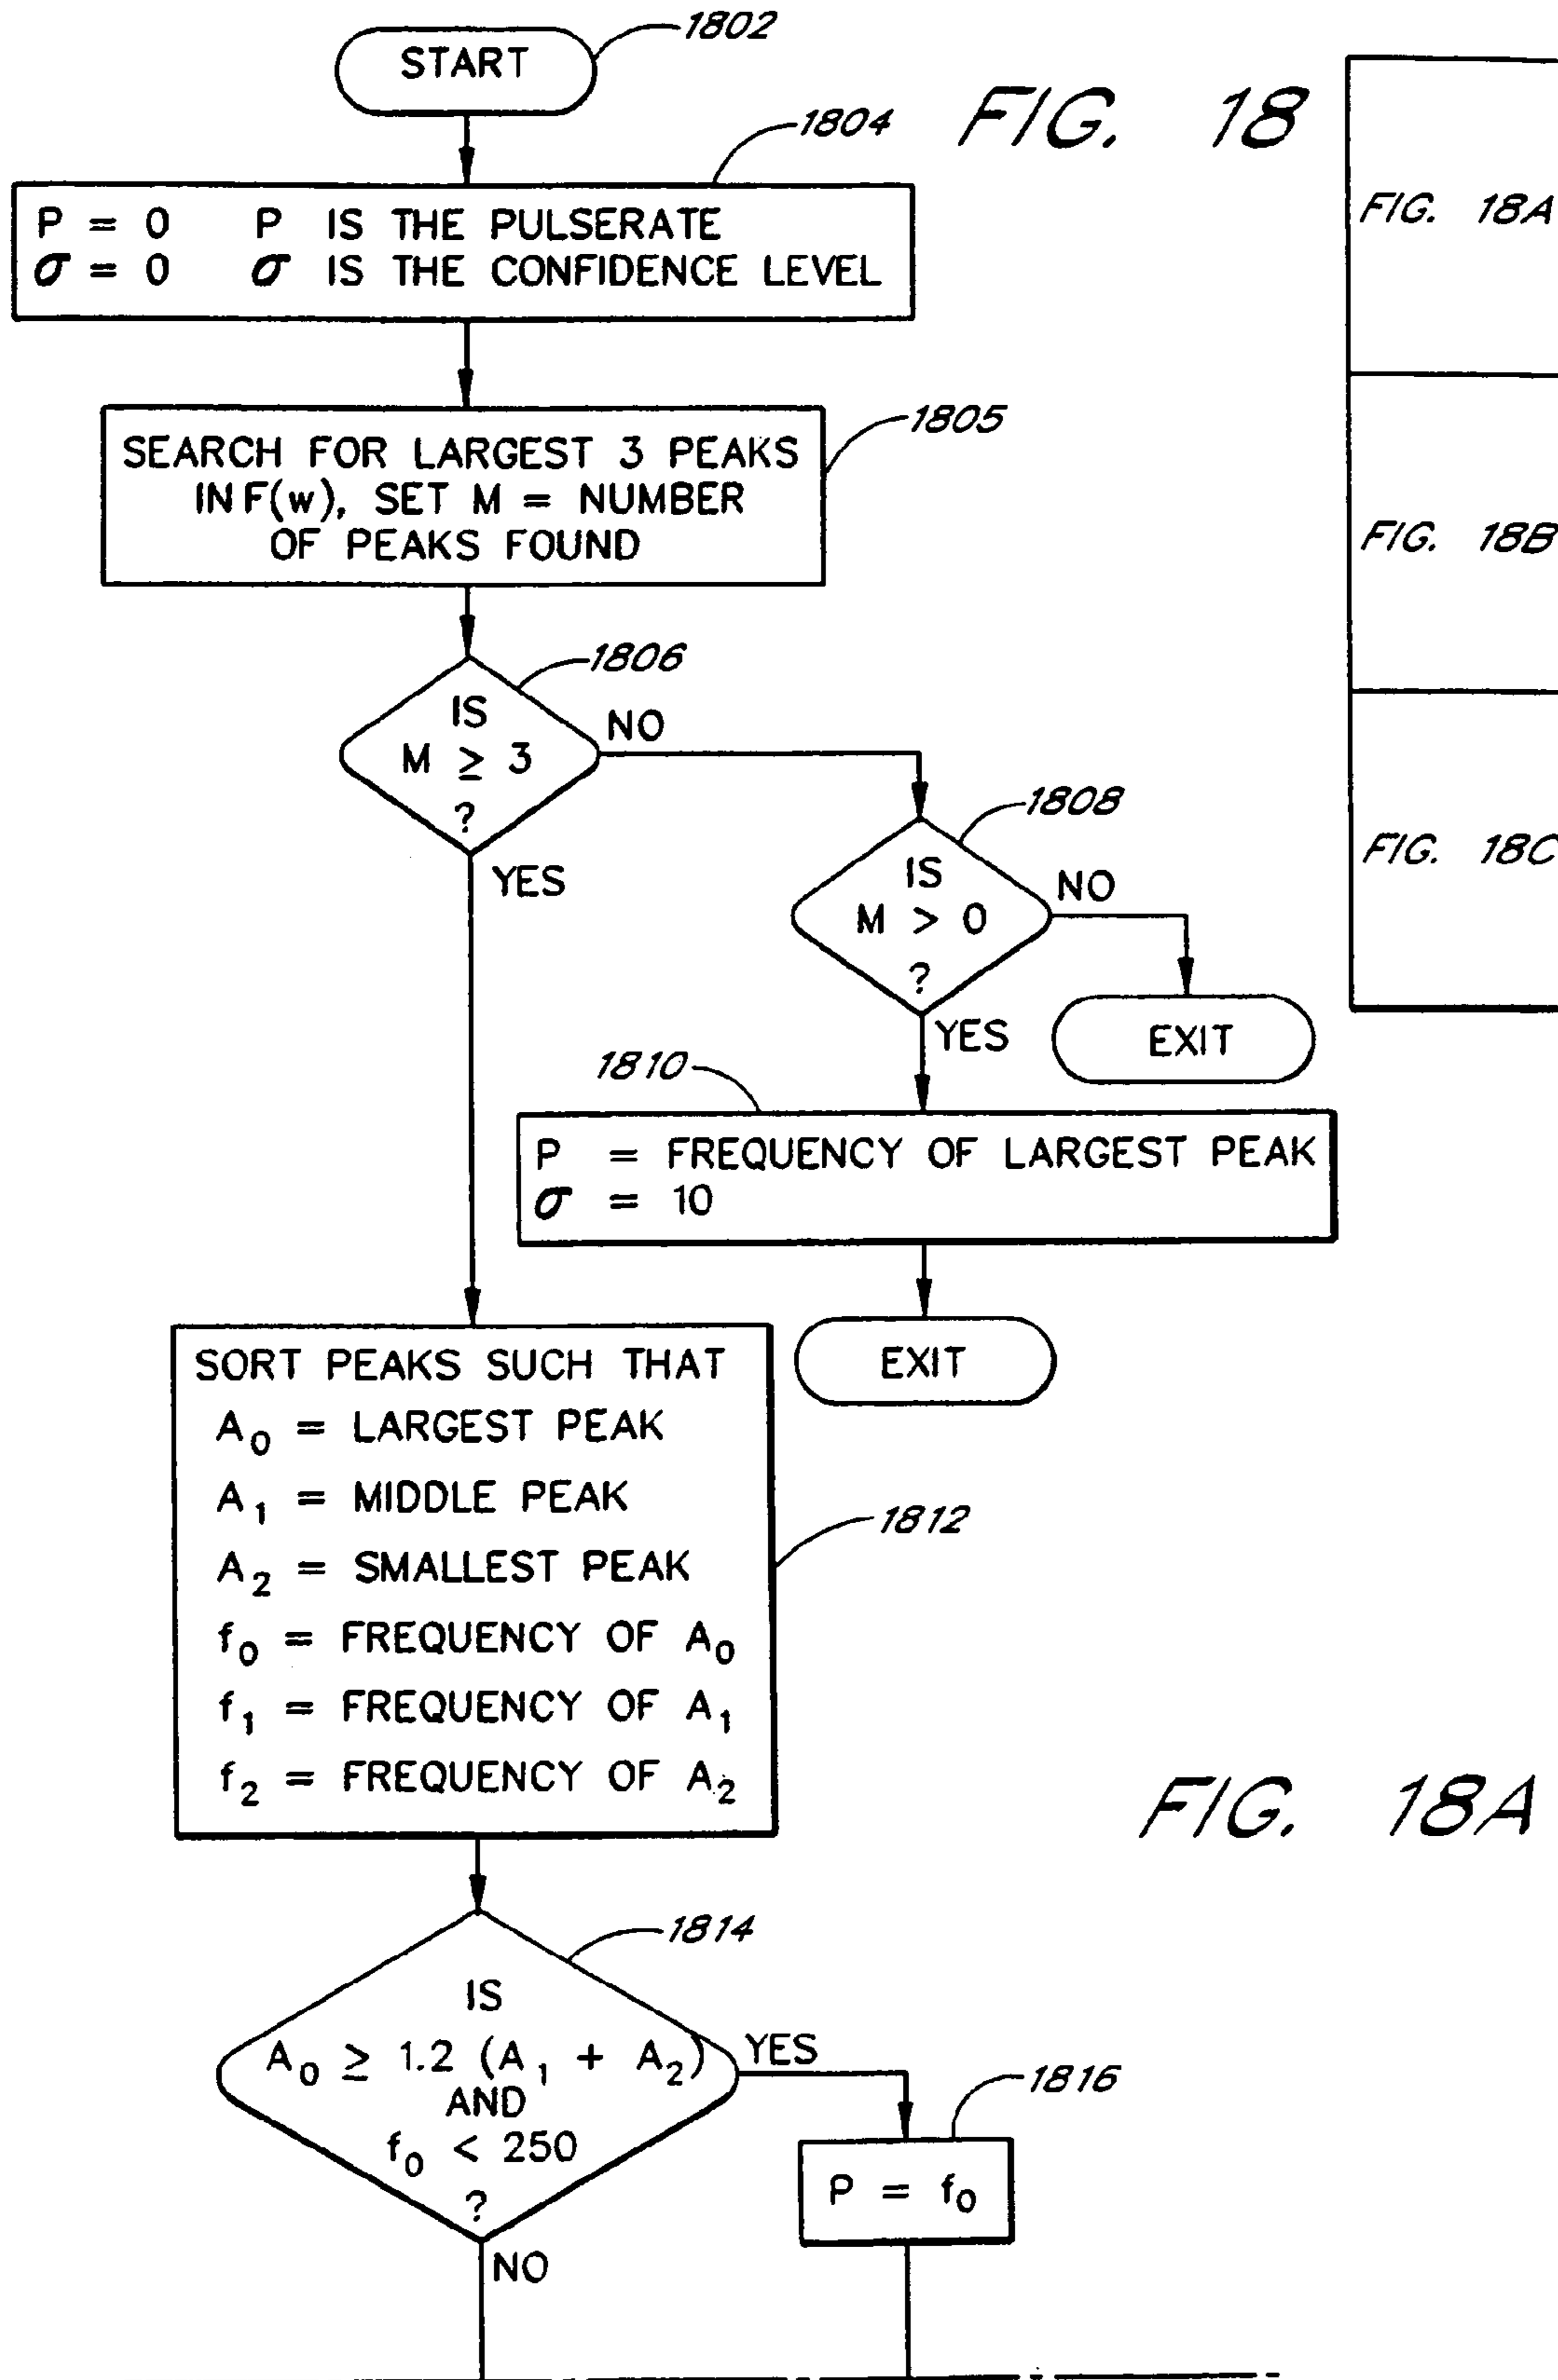 START
1802
FIG. 18
1804
P = 0 P IS THE PULSERATE
σ = 0 σ IS THE CONFIDENCE LEVEL
FIG. 18A
FIG. 18B
FIG. 18C
1805
SEARCH FOR LARGEST 3 PEAKS
IN F(w), SET M = NUMBER
OF PEAKS FOUND
1806
IS
M ≥ 3
?
NO
YES
1808
IS
M > 0
?
NO
YES
EXIT
1810
P = FREQUENCY OF LARGEST PEAK
σ = 10
EXIT
SORT PEAKS SUCH THAT
A₀ = LARGEST PEAK
A₁ = MIDDLE PEAK
A₂ = SMALLEST PEAK
f₀ = FREQUENCY OF A₀
f₁ = FREQUENCY OF A₁
f₂ = FREQUENCY OF A₂
1812
FIG. 18A
1814
IS
A₀ ≥ 1.2 (A₁ + A₂)
AND
f₀ < 250
?
YES
NO
1816
P = f₀